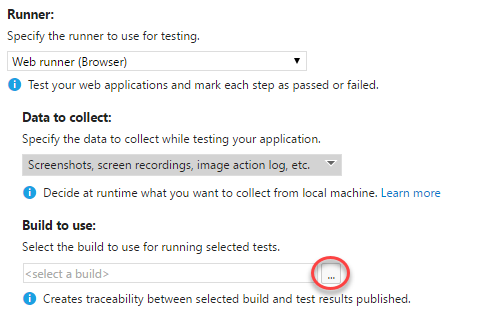 Runner:
Specify the runner to use for testing.
Web runner (Browser)
Test your web applications and mark each step as passed or failed.
Data to collect:
Specify the data to collect while testing your application.
Screenshots, screen recordings, image action log, etc.
Decide at runtime what you want to collect from local machine. Learn more
Build to use:
Select the build to use for running selected tests.
<select a build> ...
Creates traceability between selected build and test results published.